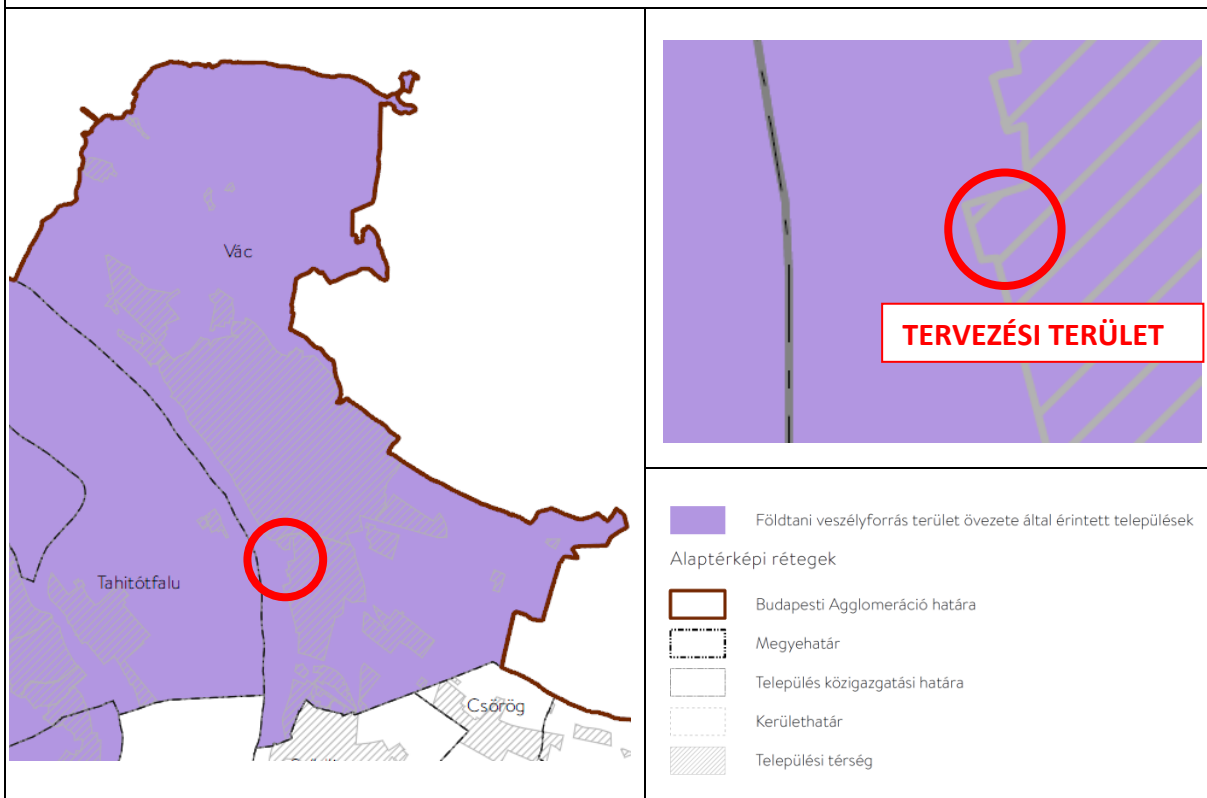 Vác
Tahitótfalu
Csörög
TERVEZÉSI TERÜLET
Földtani veszélyforrás terület övezete által érintett települések
Alaptérképi rétegek
Budapesti Agglomeráció határa
Megyehatár
Település közigazgatási határa
Kerülethatár
Települési térség